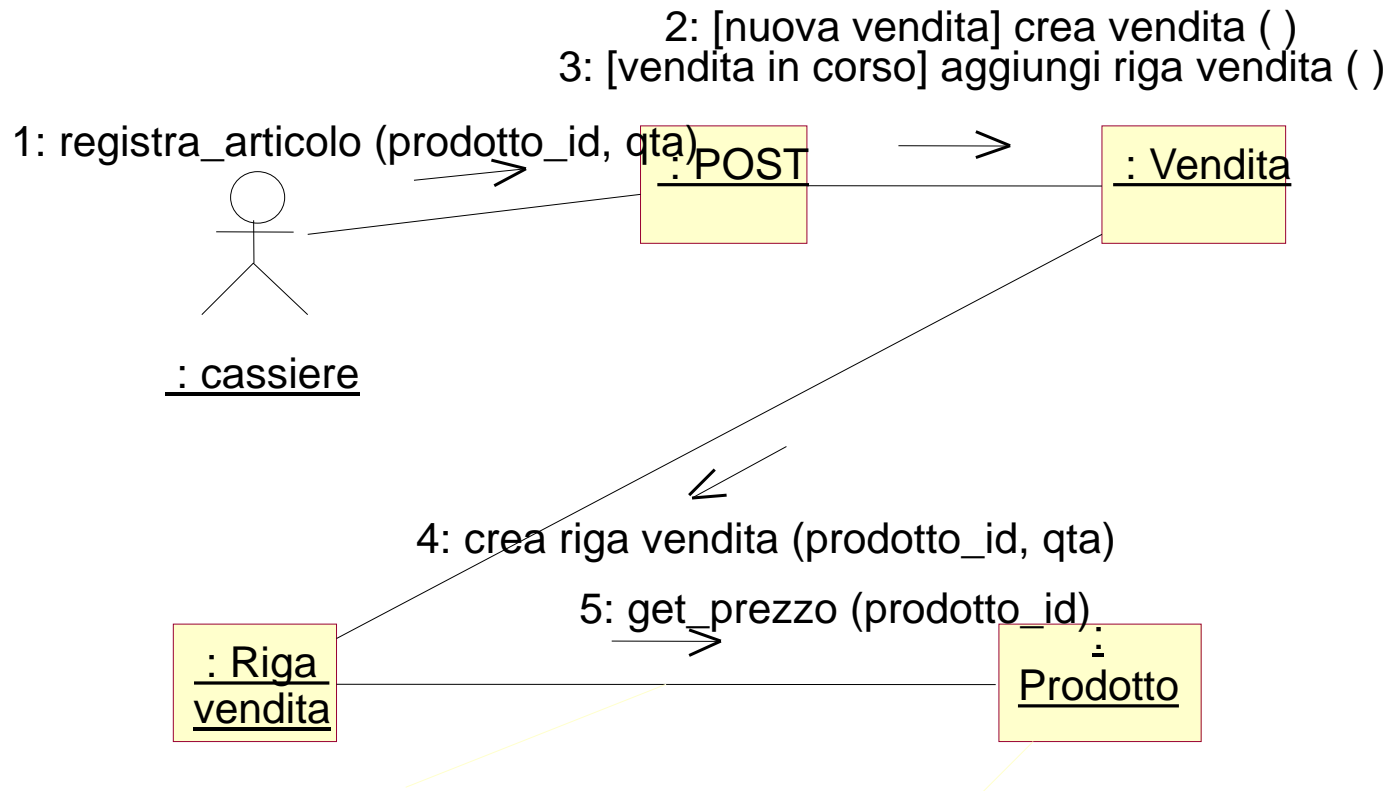 2: [nuova vendita] crea vendita ( )
3: [vendita in corso] aggiungi riga vendita ( )
1: registra_articolo (prodotto_id, qta)
: POST
: Vendita
: cassiere
4: crea riga vendita (prodotto_id, qta)
5: get_prezzo (prodotto_id)
: Riga
vendita
:
Prodotto